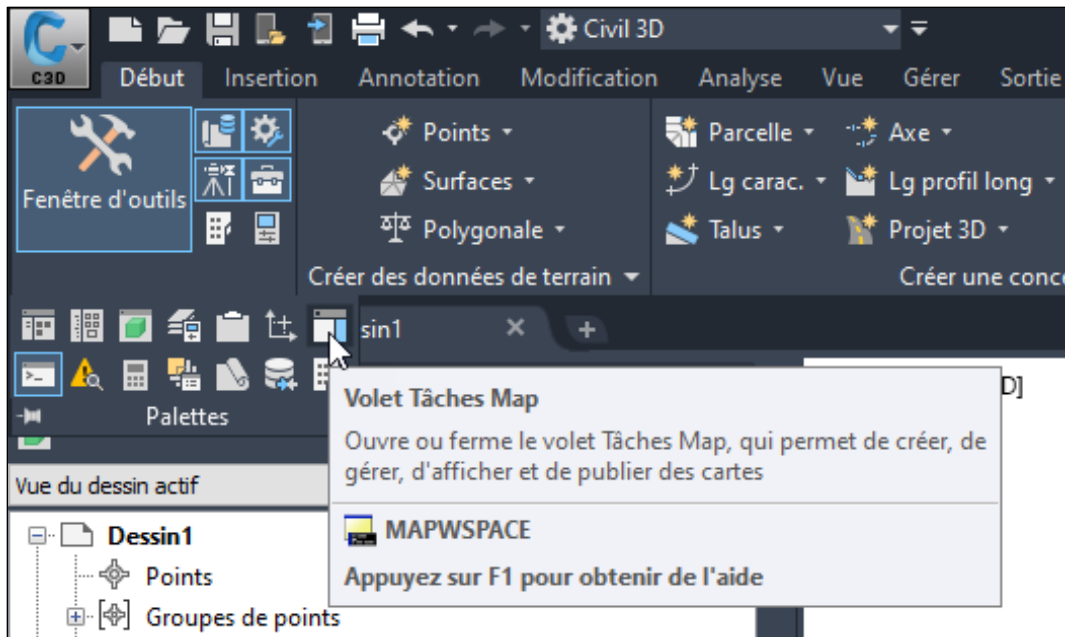 Civil 3D
C3D
Début Insertion Annotation Modification Analyse Vue Gérer Sortie
Fenêtre d'outils
Points
Surfaces
Polygonale
Créer des données de terrain
Parcelle
Lg carac.
Talus
Axe
Lg profil long
Projet 3D
Créer une conce
sin1
Palettes
D]
Volet Tâches Map
Ouvre ou ferme le volet Tâches Map, qui permet de créer, de
gérer, d'afficher et de publier des cartes
MAPWSPACE
Appuyez sur F1 pour obtenir de l'aide
Vue du dessin actif
Dessin1
Points
Groupes de points